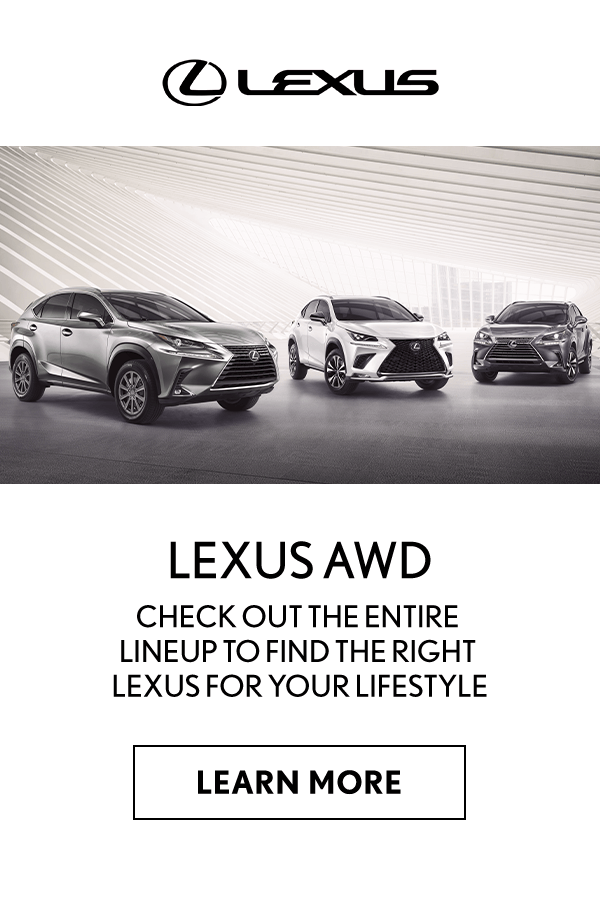 LEXUS
LEXUS AWD
CHECK OUT THE ENTIRE
LINEUP TO FIND THE RIGHT
LEXUS FOR YOUR LIFESTYLE
LEARN MORE